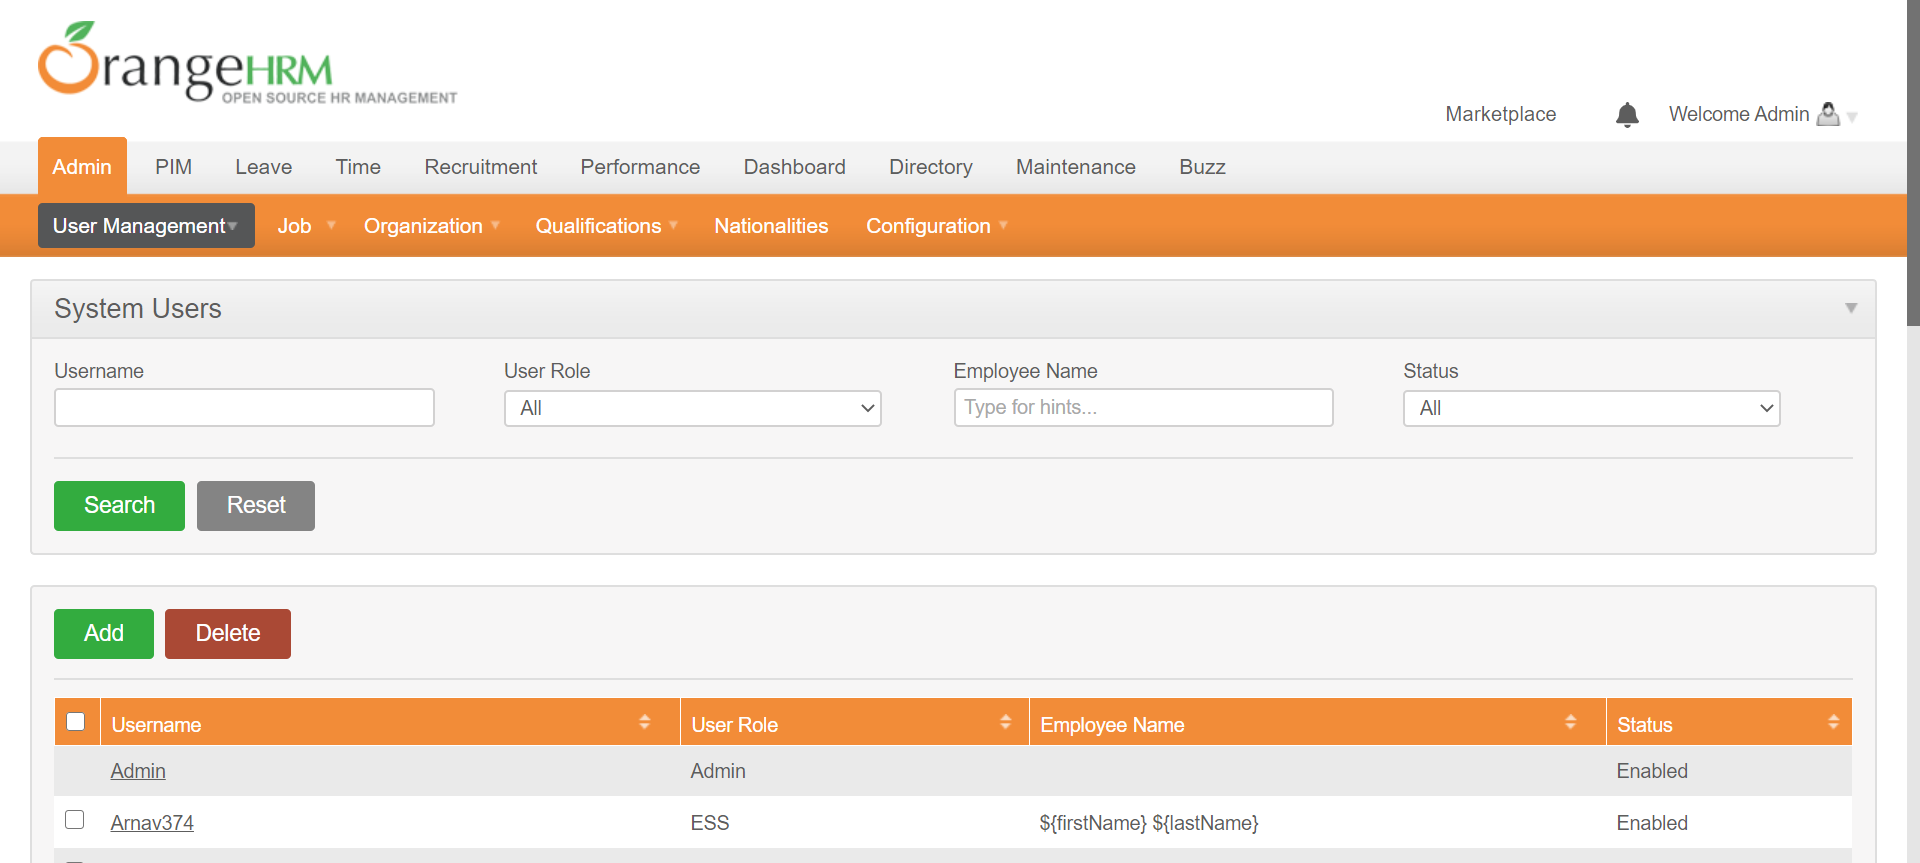 OrangeHRM
OPEN SOURCE HR MANAGEMENT
Marketplace Welcome Admin
Admin PIM Leave Time Recruitment Performance Dashboard Directory Maintenance Buzz
User Management Job Organization Qualifications Nationalities Configuration
System Users
Username User Role Employee Name Status
All Type for hints... All
Search Reset
Add Delete
Username User Role Employee Name Status
Admin Admin Enabled
Arnav374 ESS ${firstName} ${lastName} Enabled